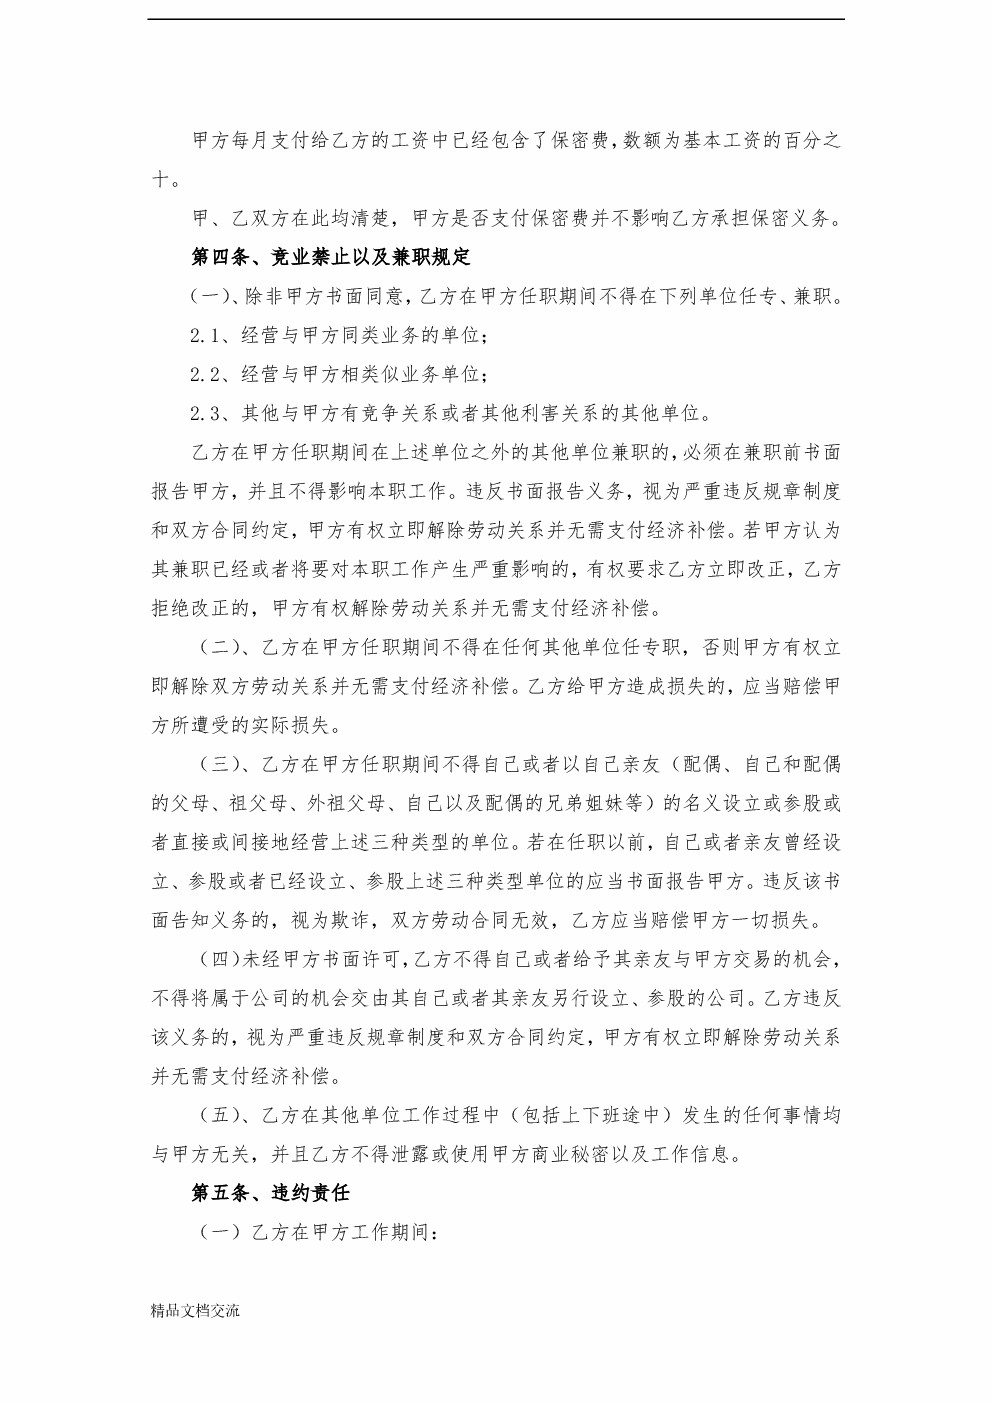 甲方每月支付给乙方的工资中已经包含了保密费，数额为基本工资的百分之
十。
甲、乙双方在此均清楚，甲方是否支付保密费并不影响乙方承担保密义务。
第四条、竞业禁止以及兼职规定
（一）、除非甲方书面同意，乙方在甲方任职期间不得在下列单位任专、兼职。
2.1、经营与甲方同类业务的单位；
2.2、经营与甲方相类似业务单位；
2.3、其他与甲方有竞争关系或者其他利害关系的其他单位。
乙方在甲方任职期间在上述单位之外的其他单位兼职的，必须在兼职前书面
报告甲方，并且不得影响本职工作。违反书面报告义务，视为严重违反规章制度
和双方合同约定，甲方有权立即解除劳动关系并无需支付经济补偿。若甲方认为
其兼职已经或者将要对本职工作产生严重影响的，有权要求乙方立即改正，乙方
拒绝改正的，甲方有权解除劳动关系并无需支付经济补偿。
（二）、乙方在甲方任职期间不得在任何其他单位任专职，否则甲方有权立
即解除双方劳动关系并无需支付经济补偿。乙方给甲方造成损失的，应当赔偿甲
方所遭受的实际损失。
（三）、乙方在甲方任职期间不得自己或者以自己亲友（配偶、自己和配偶
的父母、祖父母、外祖父母、自己以及配偶的兄弟姐妹等）的名义设立或参股或
者直接或间接地经营上述三种类型的单位。若在任职以前，自己或者亲友曾经设
立、参股或者已经设立、参股上述三种类型单位的应当书面报告甲方。违反该书
面告知义务的，视为欺诈，双方劳动合同无效，乙方应当赔偿甲方一切损失。
（四）未经甲方书面许可，乙方不得自己或者给予其亲友与甲方交易的机会，
不得将属于公司的机会交由其自己或者其亲友另行设立、参股的公司。乙方违反
该义务的，视为严重违反规章制度和双方合同约定，甲方有权立即解除劳动关系
并无需支付经济补偿。
（五）、乙方在其他单位工作过程中（包括上下班途中）发生的任何事情均
与甲方无关，并且乙方不得泄露或使用甲方商业秘密以及工作信息。
第五条、违约责任
（一）乙方在甲方工作期间：
精品文档交流